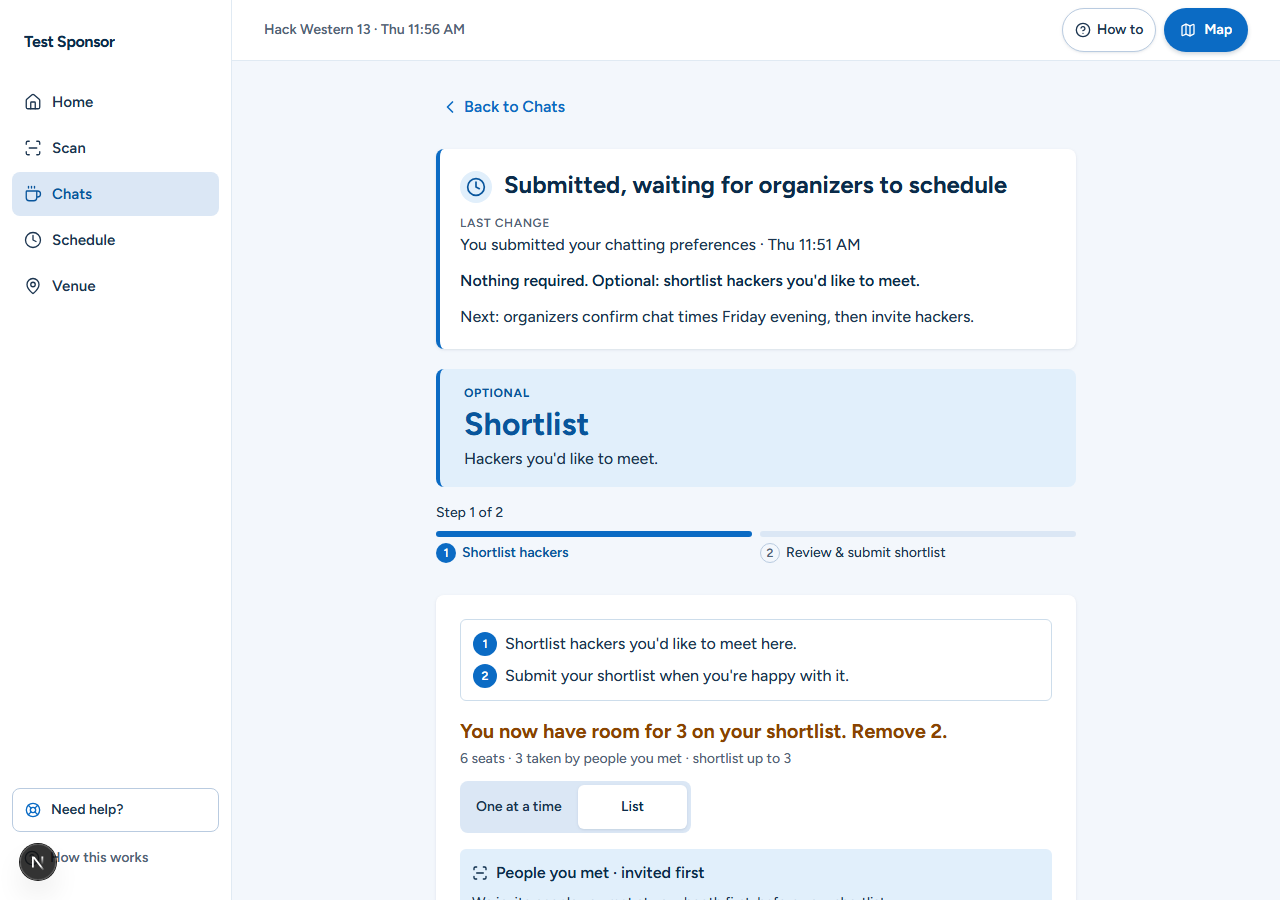 Test Sponsor
Home
Scan
Chats
Schedule
Venue
Need help?
How this works
N
Hack Western 13 · Thu 11:56 AM
How to
Map
Back to Chats
Submitted, waiting for organizers to schedule
LAST CHANGE
You submitted your chatting preferences · Thu 11:51 AM
Nothing required. Optional: shortlist hackers you'd like to meet.
Next: organizers confirm chat times Friday evening, then invite hackers.
OPTIONAL
Shortlist
Hackers you'd like to meet.
Step 1 of 2
1 Shortlist hackers
2 Review & submit shortlist
1 Shortlist hackers you'd like to meet here.
2 Submit your shortlist when you're happy with it.
You now have room for 3 on your shortlist. Remove 2.
6 seats · 3 taken by people you met · shortlist up to 3
One at a time
List
People you met · invited first